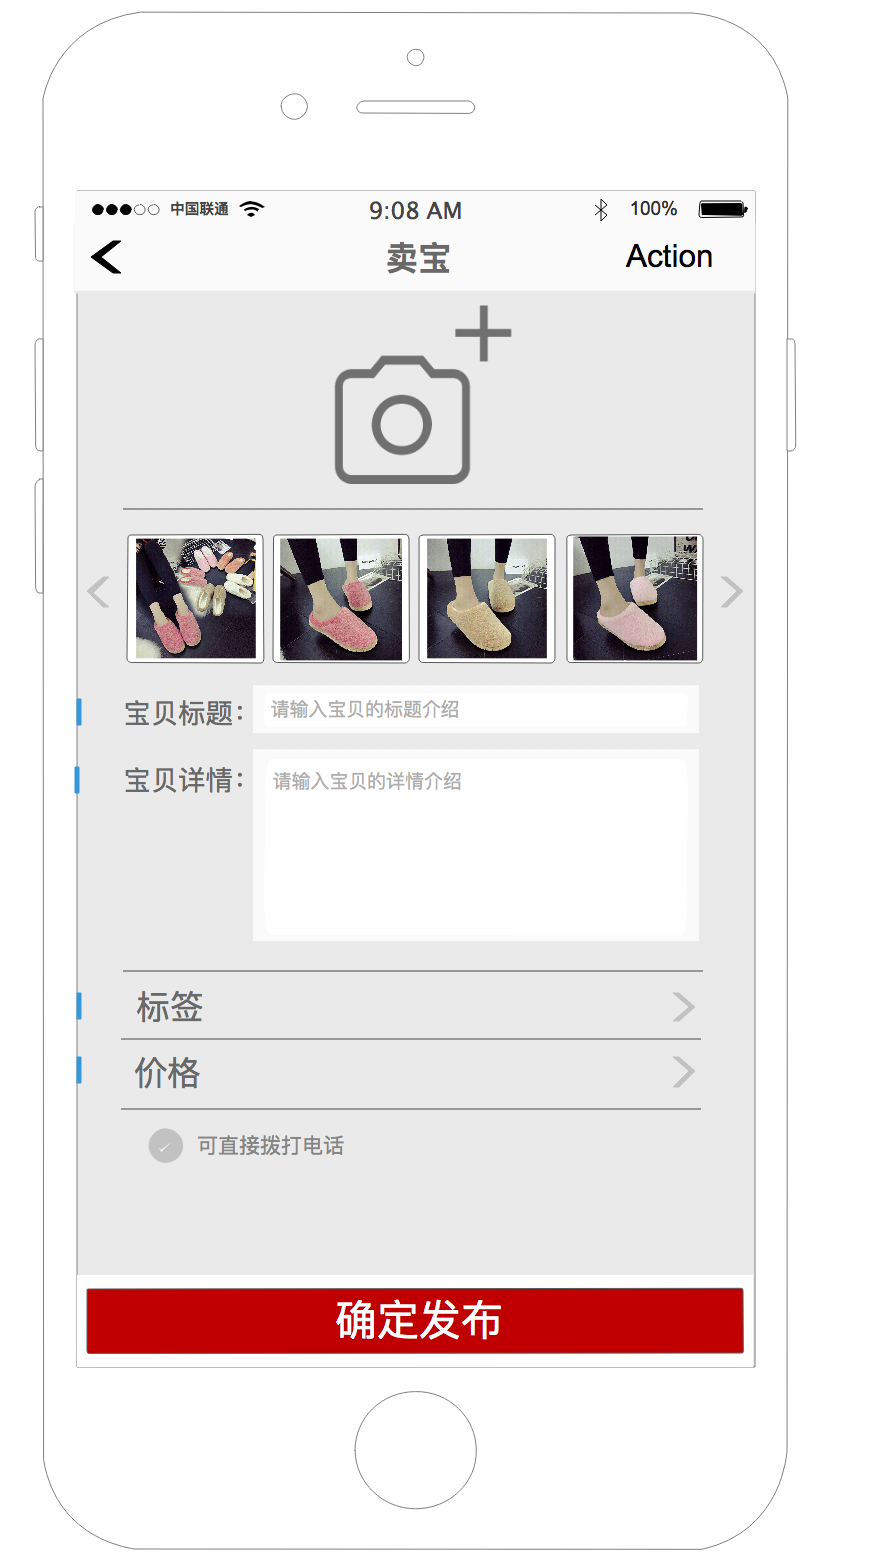 中国联通 9:08 AM 100%
卖宝 Action
宝贝标题： 请输入宝贝的标题介绍
宝贝详情： 请输入宝贝的详情介绍
标签
价格
可直接拨打电话
确定发布